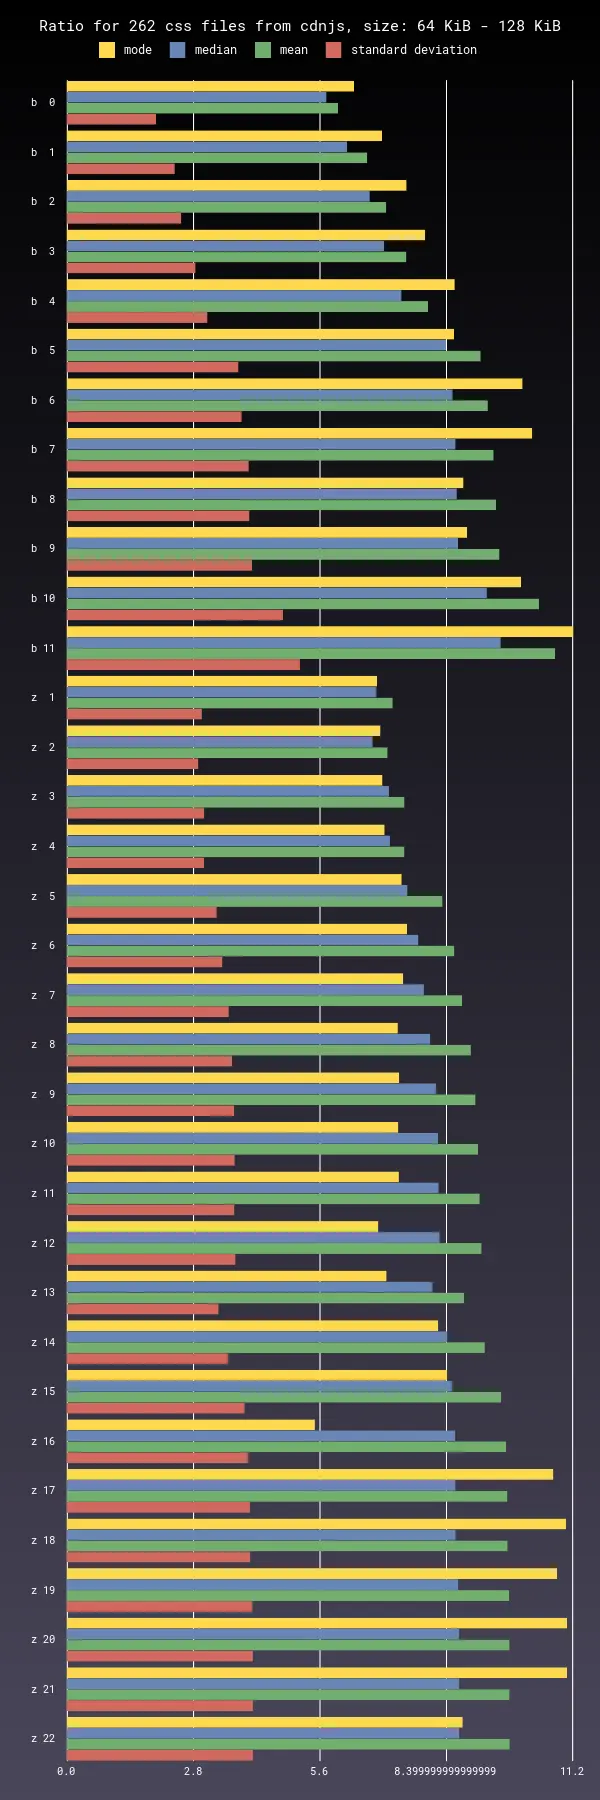 Ratio for 262 css files from cdnjs, size: 64 KiB - 128 KiB
mode median mean standard deviation
b 0
b 1
b 2
b 3
b 4
b 5
b 6
b 7
b 8
b 9
b 10
b 11
z 1
z 2
z 3
z 4
z 5
z 6
z 7
z 8
z 9
z 10
z 11
z 12
z 13
z 14
z 15
z 16
z 17
z 18
z 19
z 20
z 21
z 22
0.0 2.8 5.6 8.399999999999999 11.2